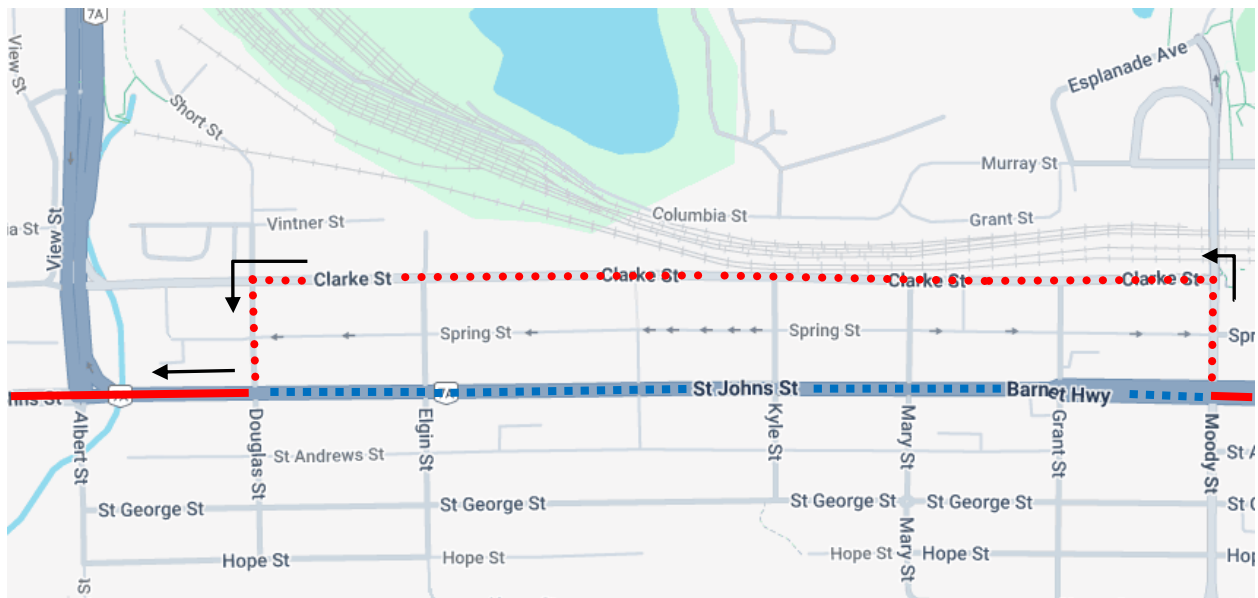 7A
View St
Esplanade Ave
Short St
Murray St
Columbia St
Grant St
Vintner St
ia St
View St
Clarke St
Clarke St
Clarke St
Clarke St
Spring St
Spring St
Spr
hns St
7A
7
St Johns St
Barnet Hwy
Albert St
Douglas St
Elgin St
Kyle St
Mary St
Grant St
Moody St
St Andrews St
St A
St George St
St George St
St George St
St George St
St G
Mary St
Hope St
Hope St
Hope St
Hope St
Hop
St